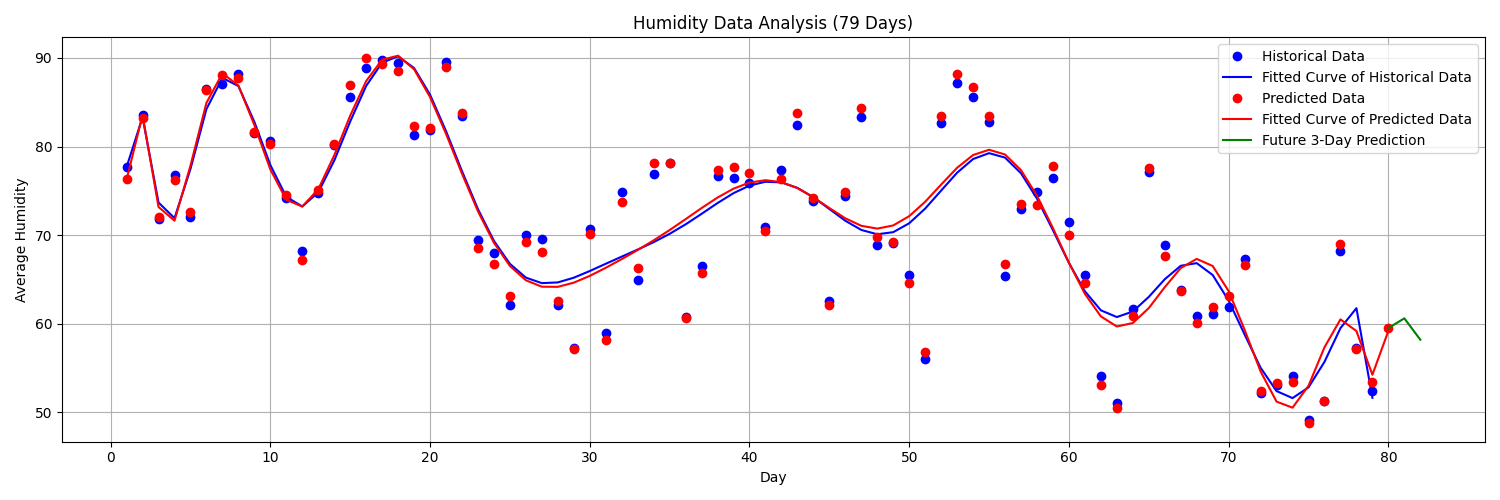 Humidity Data Analysis (79 Days)
Historical Data
Fitted Curve of Historical Data
Predicted Data
Fitted Curve of Predicted Data
Future 3-Day Prediction
Average Humidity
90
80
70
60
50
0 10 20 30 40 50 60 70 80
Day